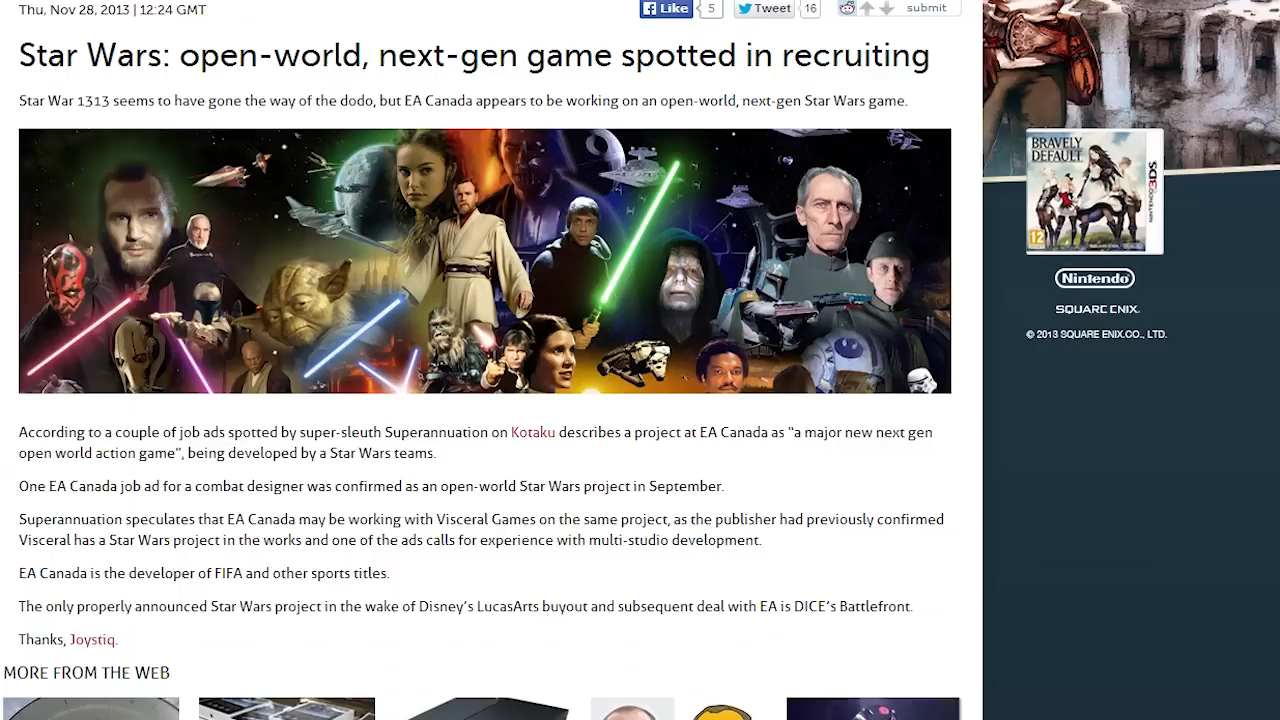 Thu, Nov 28, 2013 | 12:24 GMT
Like 5 Tweet 16 submit
Star Wars: open-world, next-gen game spotted in recruiting
Star War 1313 seems to have gone the way of the dodo, but EA Canada appears to be working on an open-world, next-gen Star Wars game.
BRAVELY
DEFAULT
NINTENDO 3DS
12
SQUARE ENIX
Nintendo
SQUARE ENIX.
© 2013 SQUARE ENIX CO., LTD.
According to a couple of job ads spotted by super-sleuth Superannuation on Kotaku describes a project at EA Canada as “a major new next gen
open world action game”, being developed by a Star Wars teams.
One EA Canada job ad for a combat designer was confirmed as an open-world Star Wars project in September.
Superannuation speculates that EA Canada may be working with Visceral Games on the same project, as the publisher had previously confirmed
Visceral has a Star Wars project in the works and one of the ads calls for experience with multi-studio development.
EA Canada is the developer of FIFA and other sports titles.
The only properly announced Star Wars project in the wake of Disney’s LucasArts buyout and subsequent deal with EA is DICE’s Battlefront.
Thanks, Joystiq.
MORE FROM THE WEB